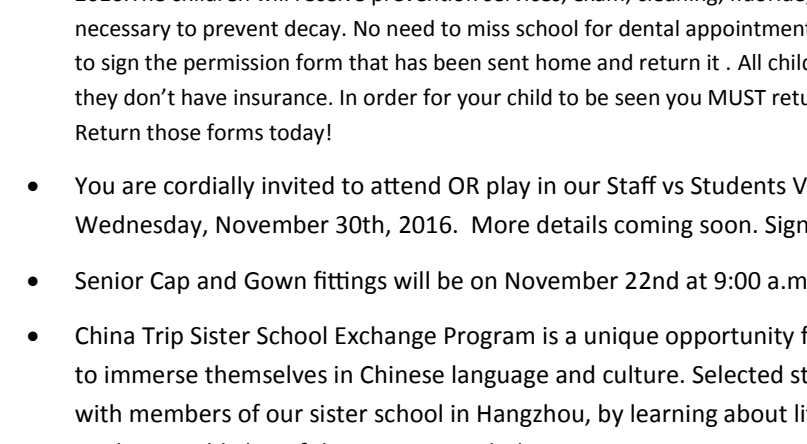 necessary to prevent decay. No need to miss school for dental appointment
to sign the permission form that has been sent home and return it . All chil
they don't have insurance. In order for your child to be seen you MUST retu
Return those forms today!
• You are cordially invited to attend OR play in our Staff vs Students V
Wednesday, November 30th, 2016. More details coming soon. Sign
• Senior Cap and Gown fittings will be on November 22nd at 9:00 a.m
• China Trip Sister School Exchange Program is a unique opportunity f
to immerse themselves in Chinese language and culture. Selected st
with members of our sister school in Hangzhou, by learning about li